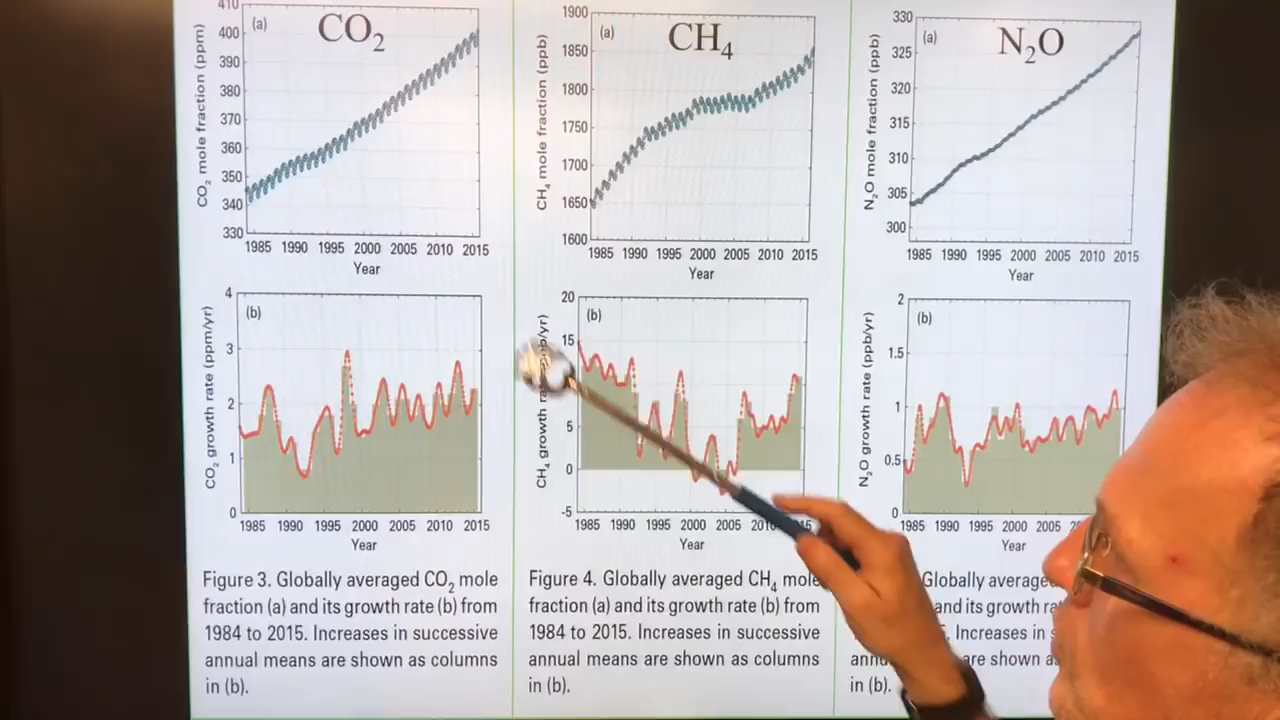 410
400
390
380
370
360
350
340
330
(a)
CO2
CO2 mole fraction (ppm)
1985 1990 1995 2000 2005 2010 2015
Year
1900
1850
1800
1750
1700
1650
1600
(a)
CH4
CH4 mole fraction (ppb)
1985 1990 1995 2000 2005 2010 2015
Year
330
325
320
315
310
305
300
(a)
N2O
N2O mole fraction (ppb)
1985 1990 1995 2000 2005 2010 2015
Year
4
3
2
1
0
(b)
CO2 growth rate (ppm/yr)
1985 1990 1995 2000 2005 2010 2015
Year
20
15
5
0
-5
(b)
CH4 growth
1985 1990 1995 2000 2005
Year
2
1.5
1
0.5
0
(b)
N2O growth rate (ppb/yr)
1985 1990 1995 2000 2005
Year
Figure 3. Globally averaged CO2 mole
fraction (a) and its growth rate (b) from
1984 to 2015. Increases in successive
annual means are shown as columns
in (b).
Figure 4. Globally averaged CH4 mole
fraction (a) and its growth rate (b) from
1984 to 2015. Increases in successive
annual means are shown as columns
in (b).
Globally
and its growth
Increases in
are shown
in (b).